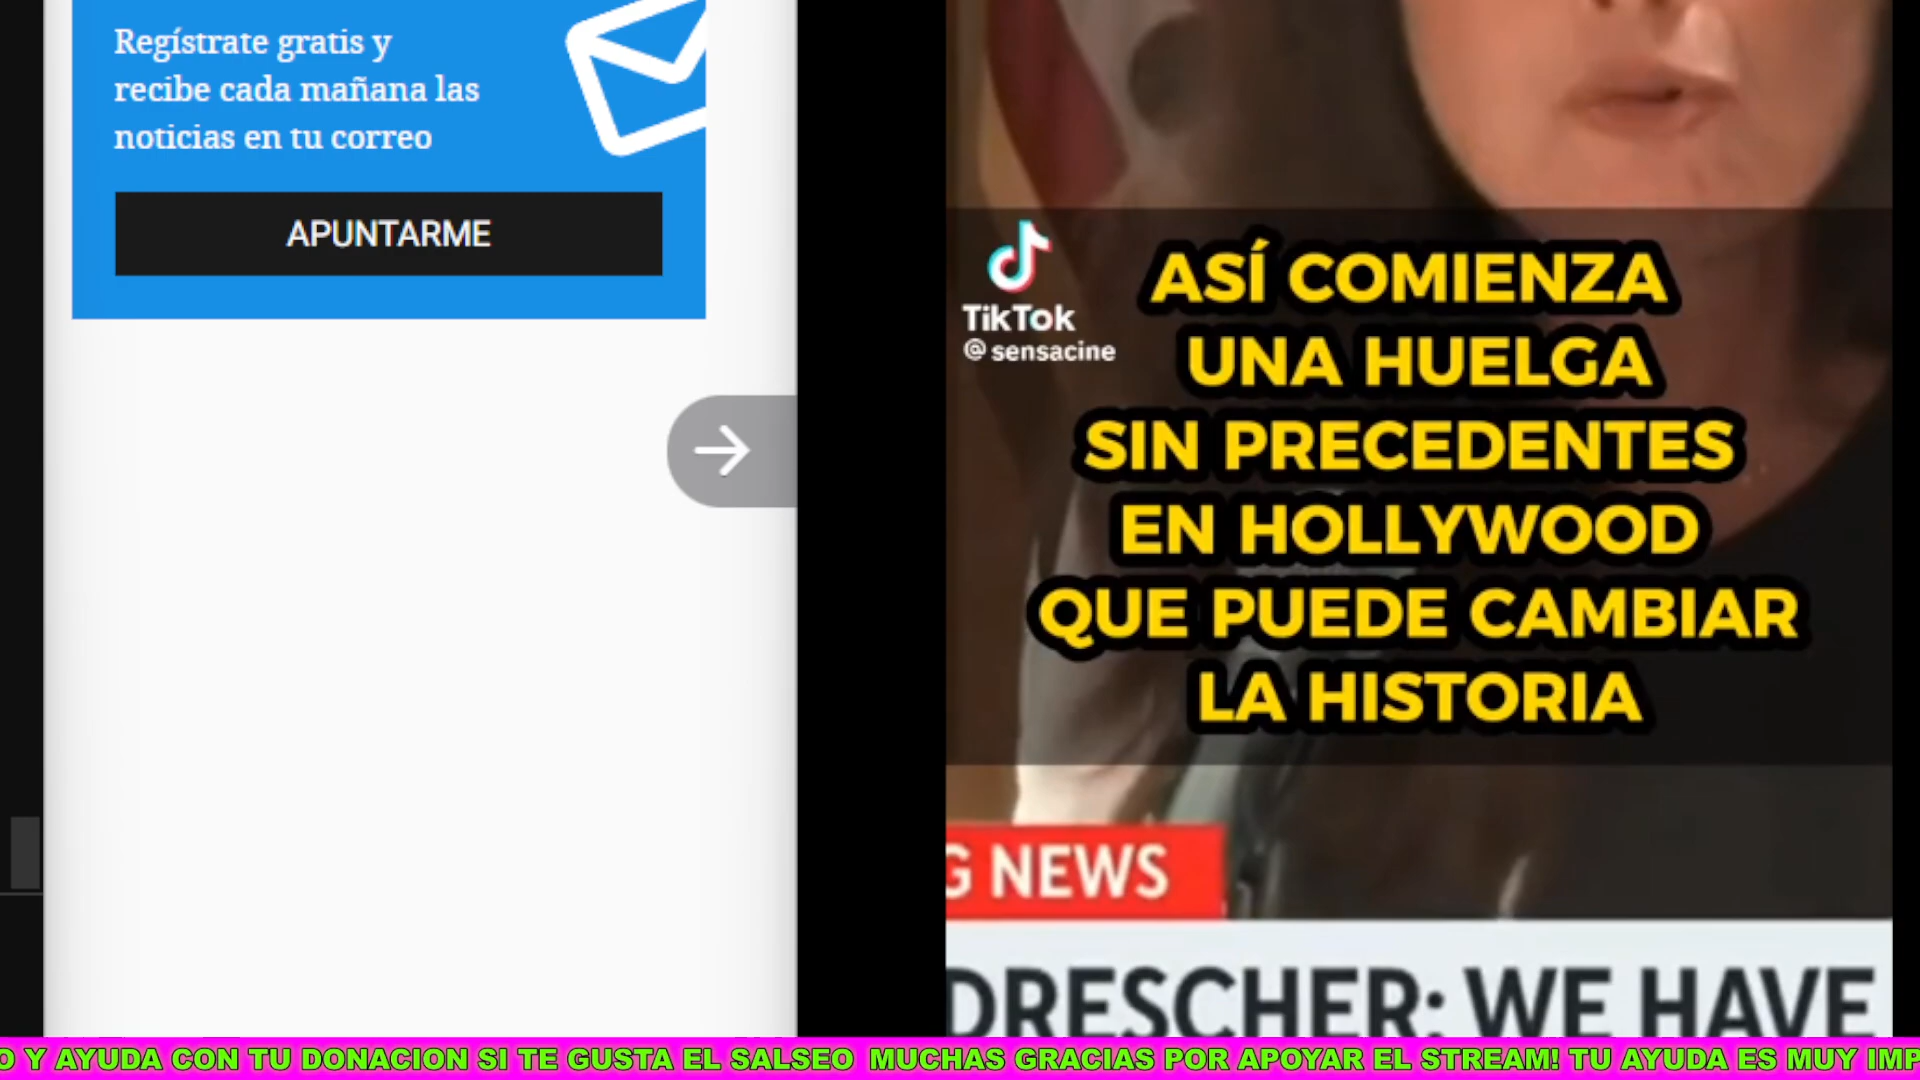 Regístrate gratis y
recibe cada mañana las
noticias en tu correo
APUNTARME
TikTok
@sensacine
ASÍ COMIENZA
UNA HUELGA
SIN PRECEDENTES
EN HOLLYWOOD
QUE PUEDE CAMBIAR
LA HISTORIA
G NEWS
DRESCHER: WE HAVE
O Y AYUDA CON TU DONACION SI TE GUSTA EL SALSEO MUCHAS GRACIAS POR APOYAR EL STREAM! TU AYUDA ES MUY IMP